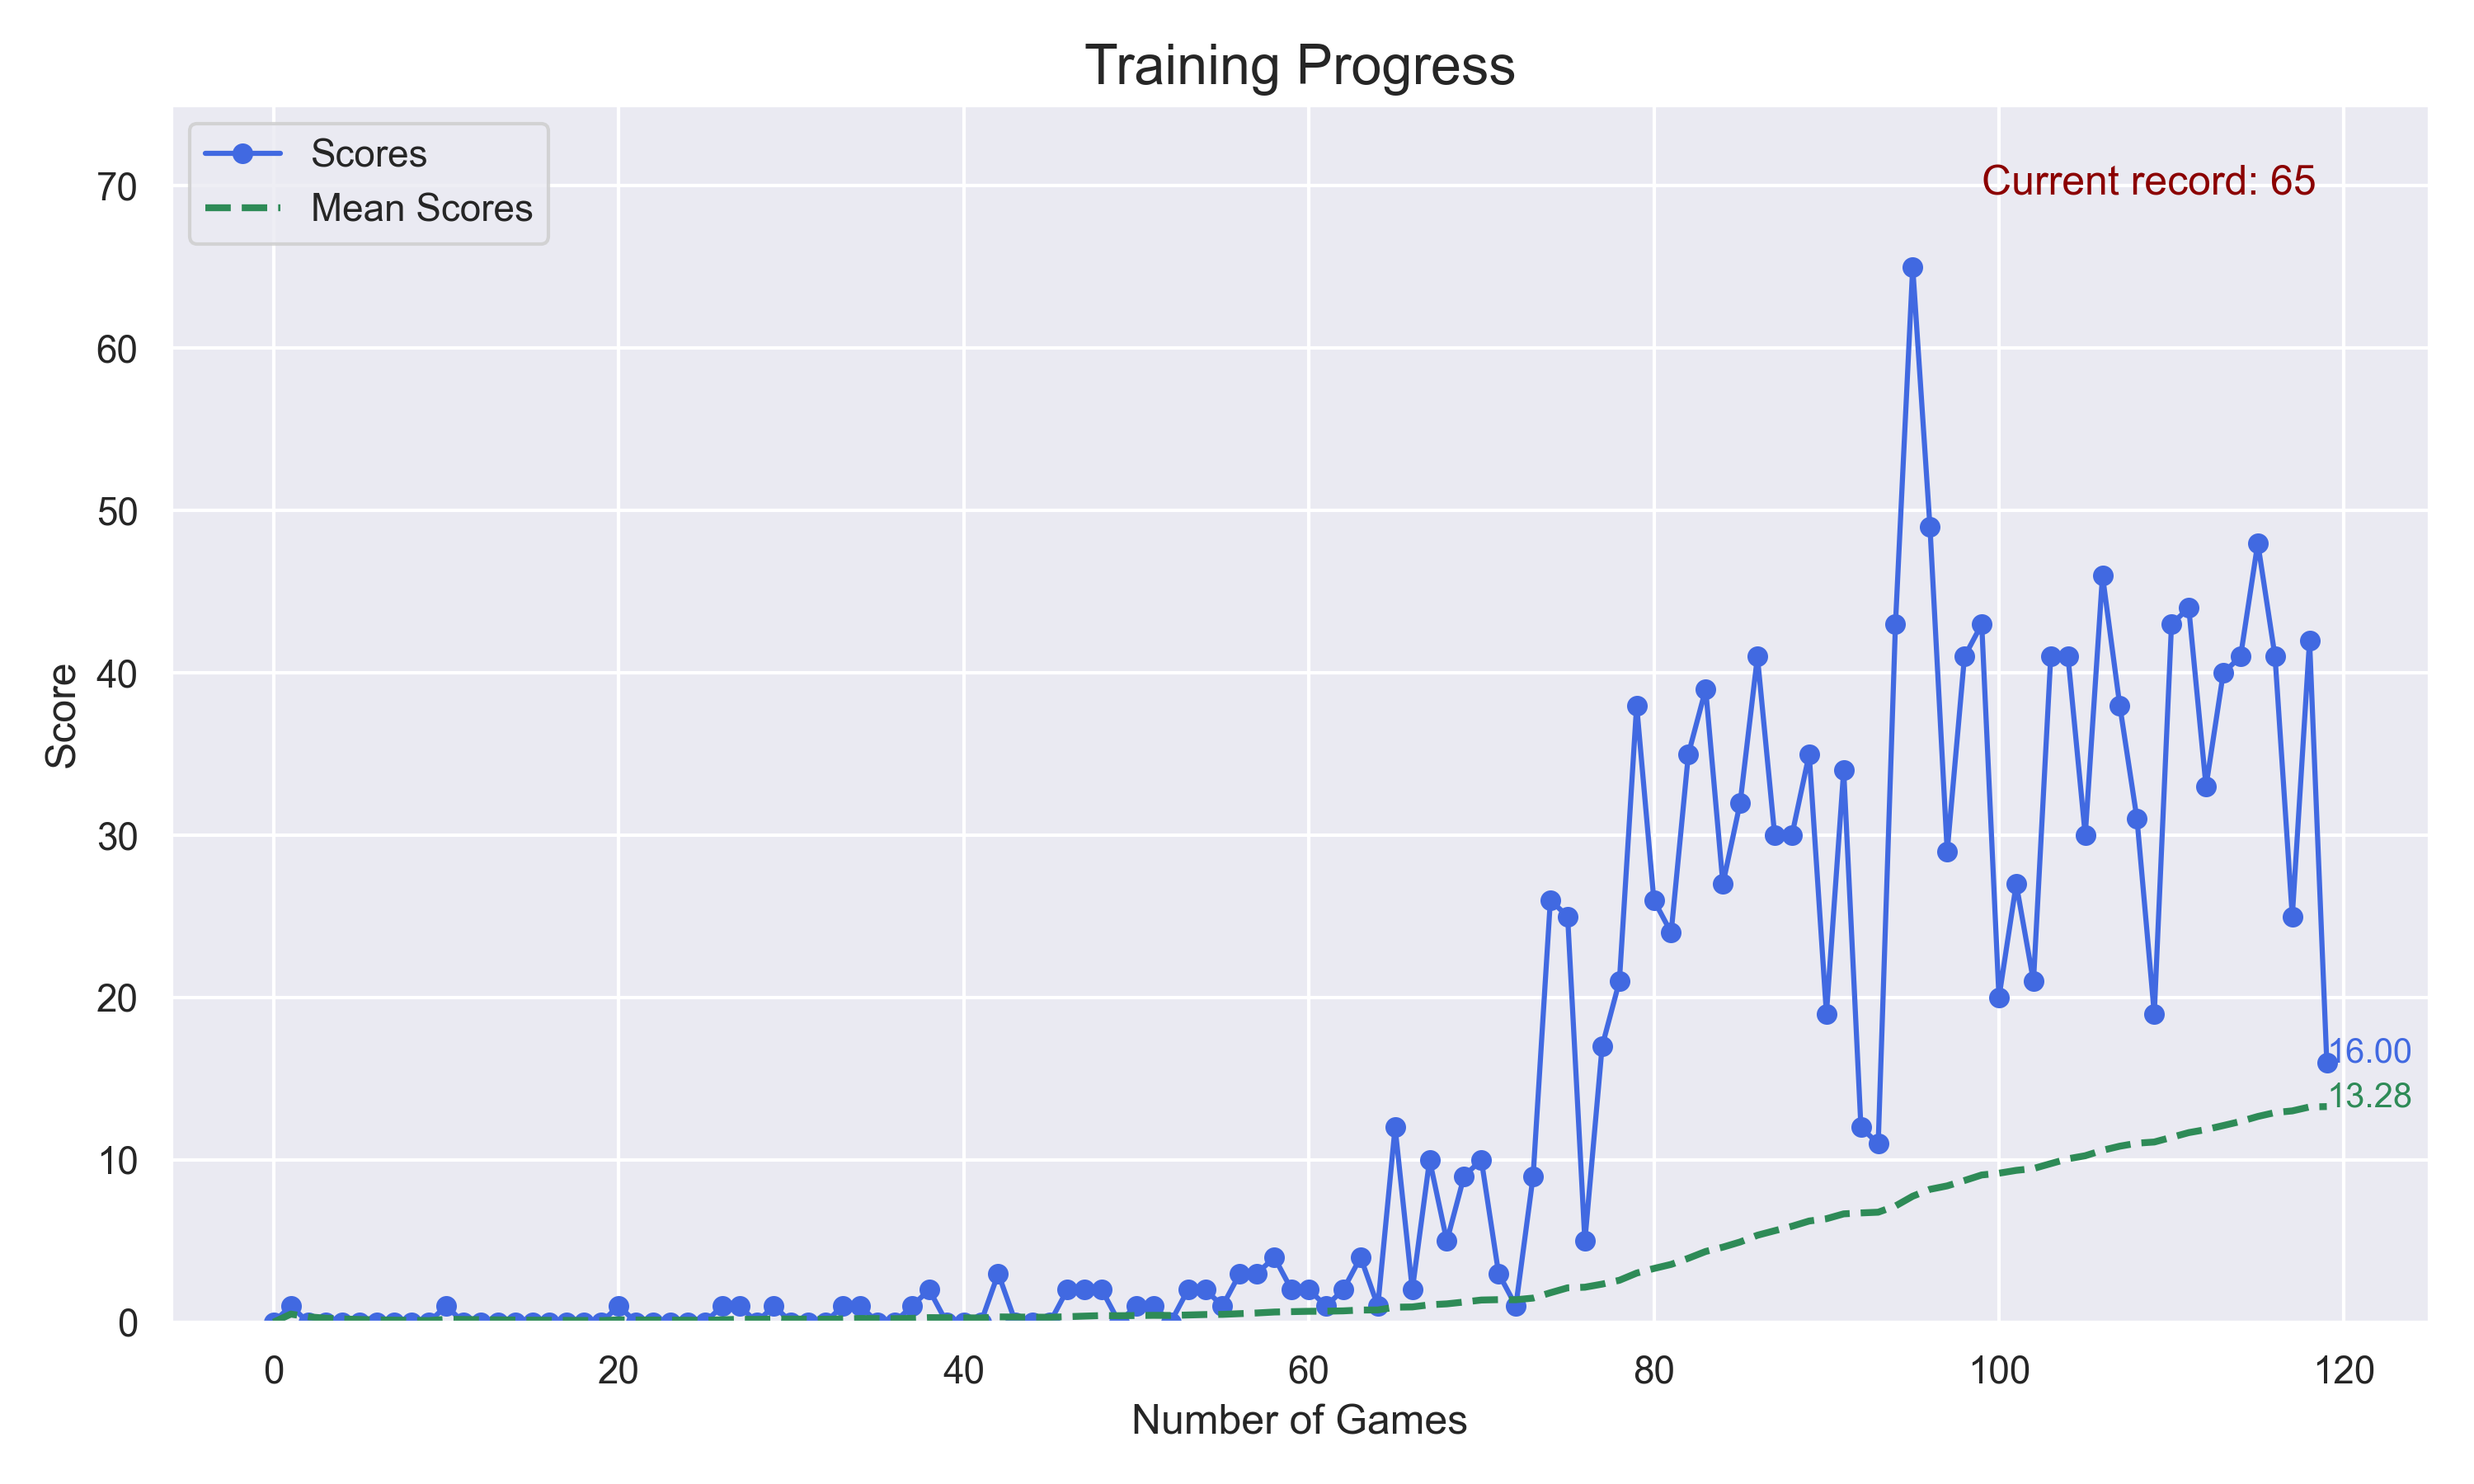 Training Progress
Scores
Mean Scores
Current record: 65
70
60
50
40
30
20
10
0
Score
16.00
13.28
0 20 40 60 80 100 120
Number of Games